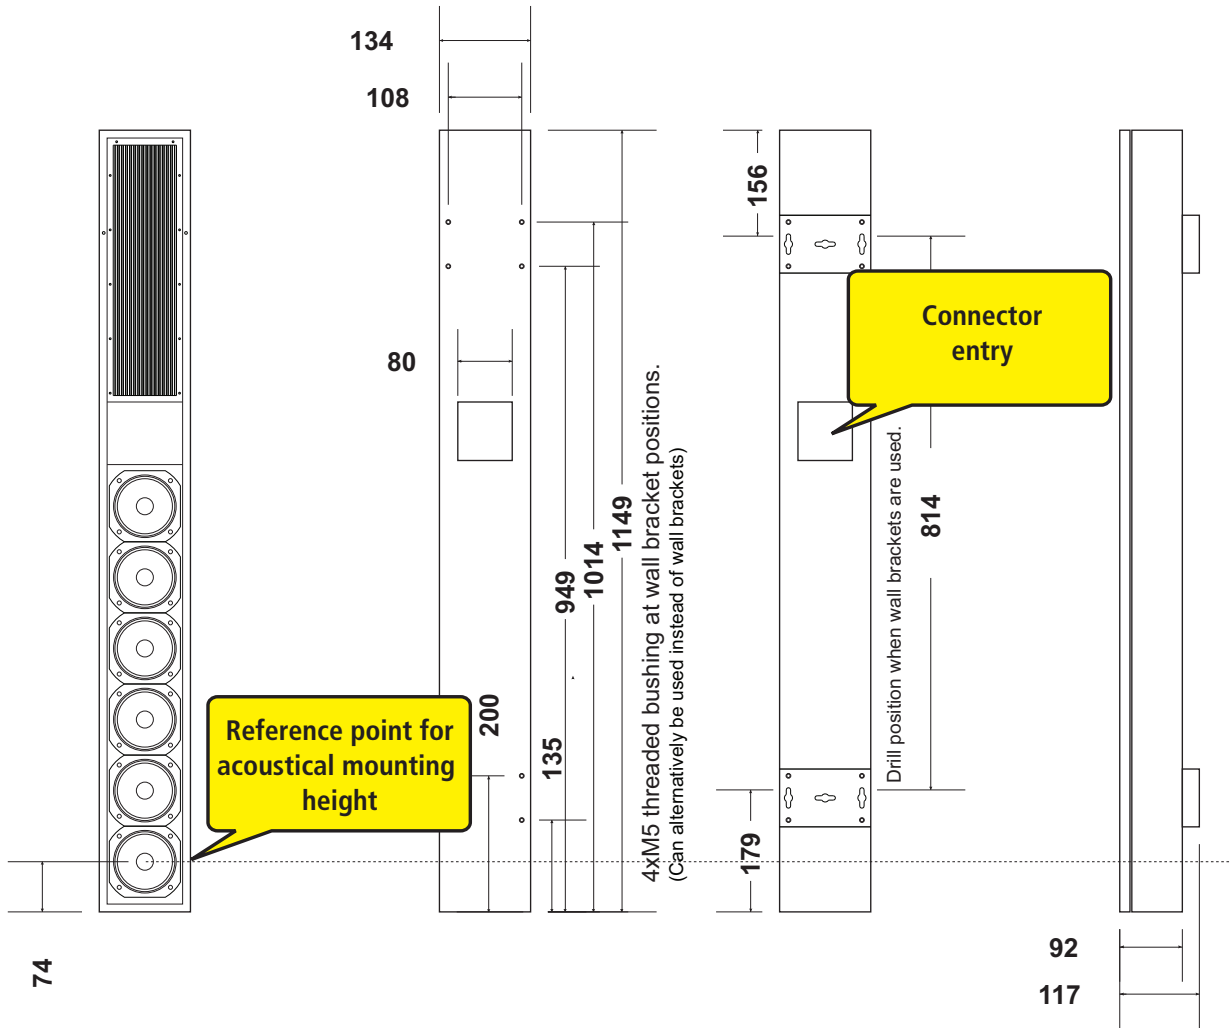 134
108
156
80
Connector
entry
4xM5 threaded bushing at wall bracket positions.
(Can alternatively be used instead of wall brackets)
1149
1014
949
814
Drill position when wall brackets are used.
200
135
Reference point for
acoustical mounting
height
179
74
92
117